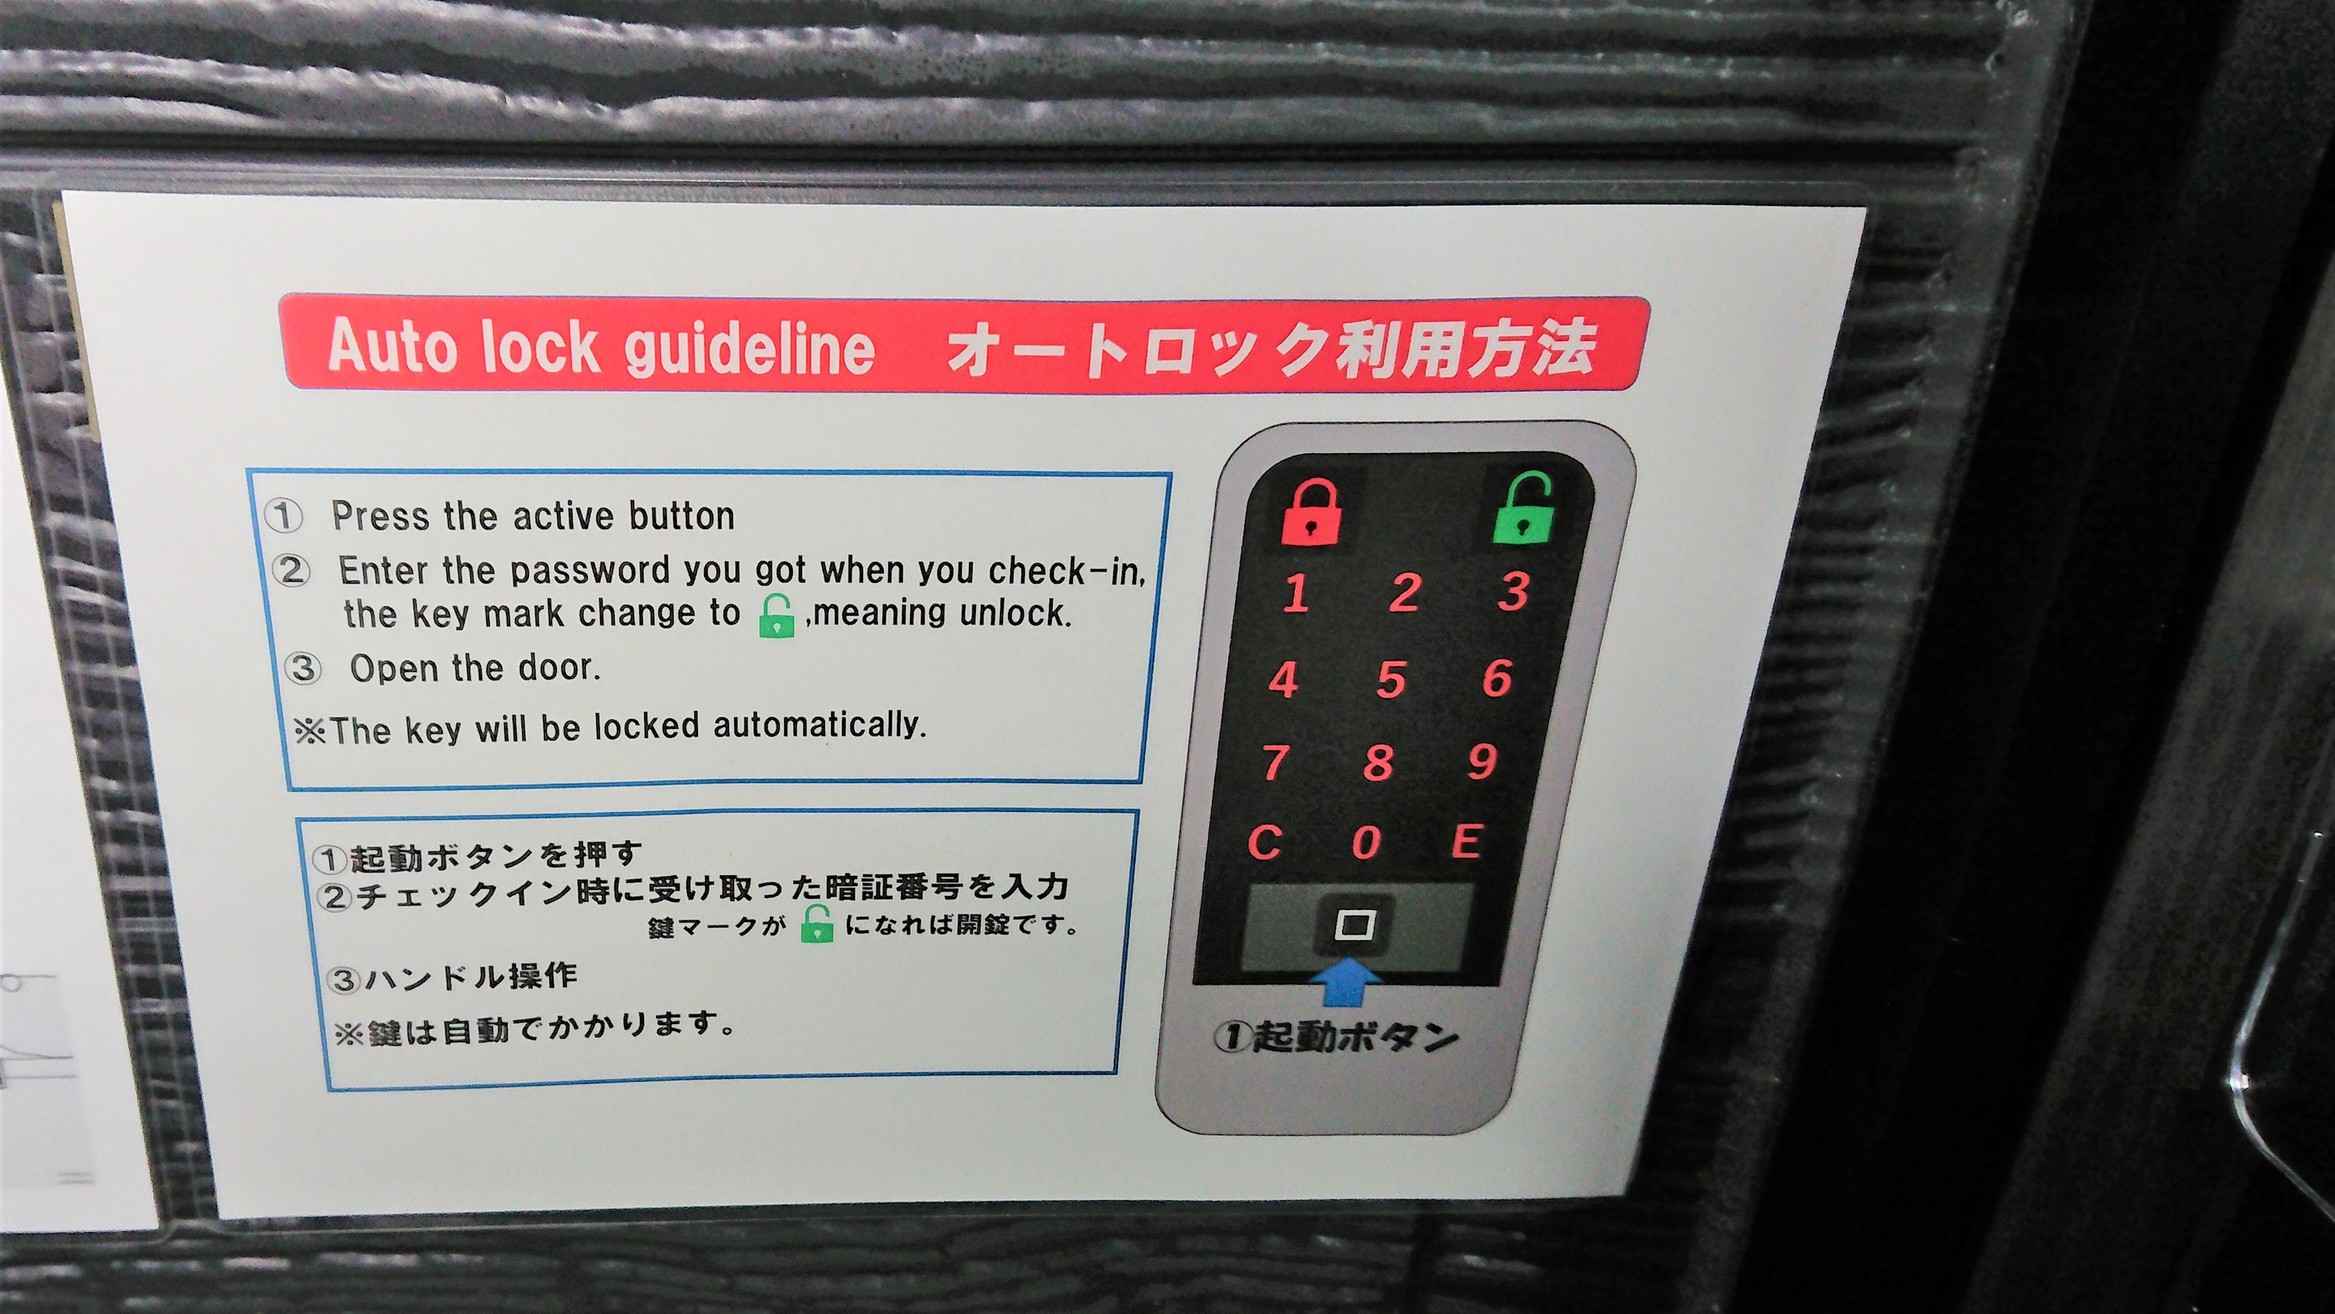 Auto lock guideline　オートロック利用方法
① Press the active button
② Enter the password you got when you check-in,
the key mark change to ,meaning unlock.
③ Open the door.
※The key will be locked automatically.
①起動ボタンを押す
②チェックイン時に受け取った暗証番号を入力
鍵マークが になれば開錠です。
③ハンドル操作
※鍵は自動でかかります。
1 2 3
4 5 6
7 8 9
C 0 E
①起動ボタン